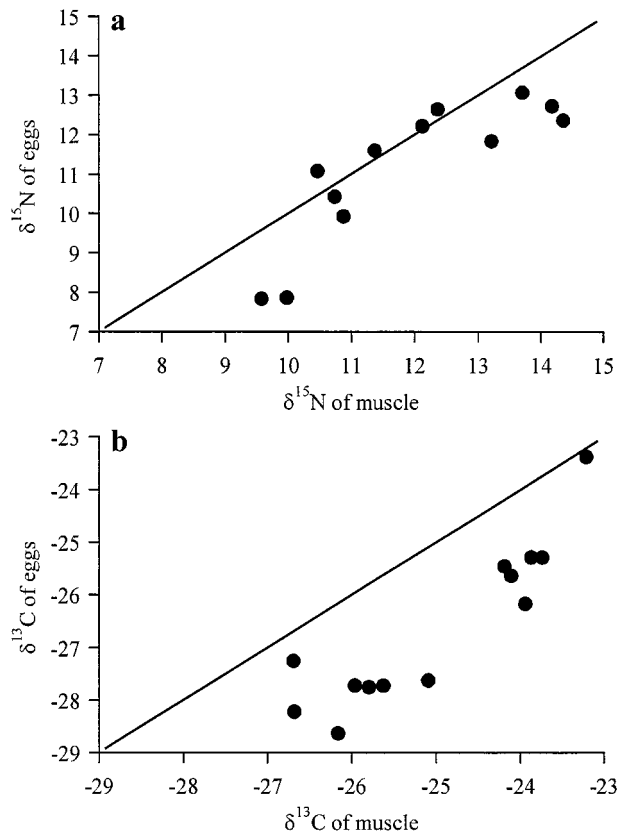 a
15
14
13
12
11
10
9
8
7
δ¹⁵N of eggs
7 8 9 10 11 12 13 14 15
δ¹⁵N of muscle
b
-23
-24
-25
-26
-27
-28
-29
δ¹³C of eggs
-29 -28 -27 -26 -25 -24 -23
δ¹³C of muscle